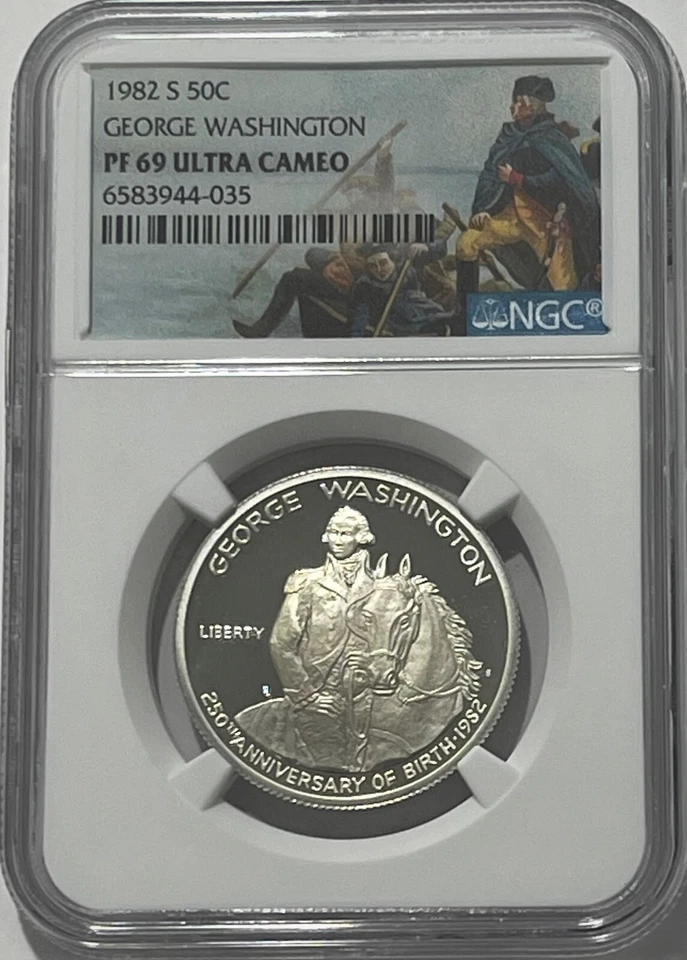 1982 S 50C
GEORGE WASHINGTON
PF 69 ULTRA CAMEO
6583944-035
NGC®
GEORGE WASHINGTON
LIBERTY
S
250TH ANNIVERSARY OF BIRTH·1982